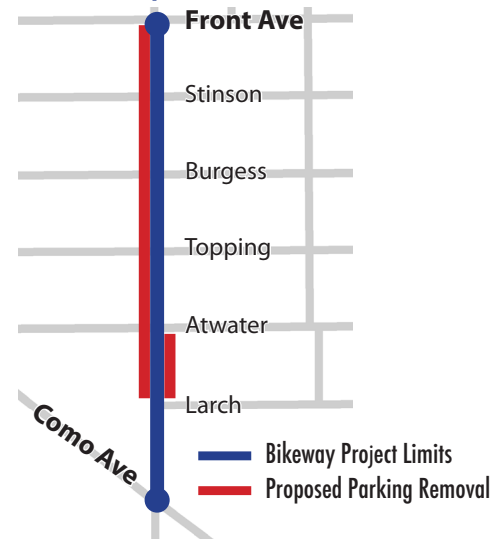 Front Ave
Stinson
Burgess
Topping
Atwater
Larch
Como Ave
Bikeway Project Limits
Proposed Parking Removal